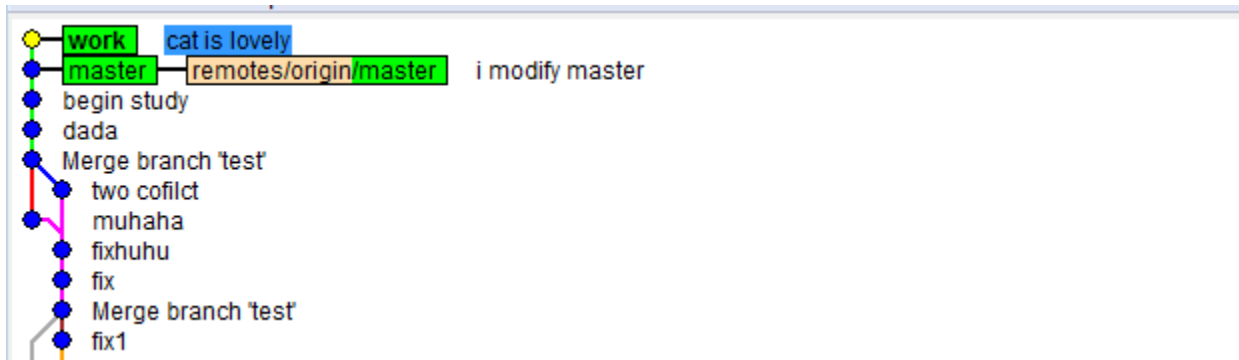 work cat is lovely
master remotes/origin/master i modify master
begin study
dada
Merge branch 'test'
two cofilct
muhaha
fixhuhu
fix
Merge branch 'test'
fix1